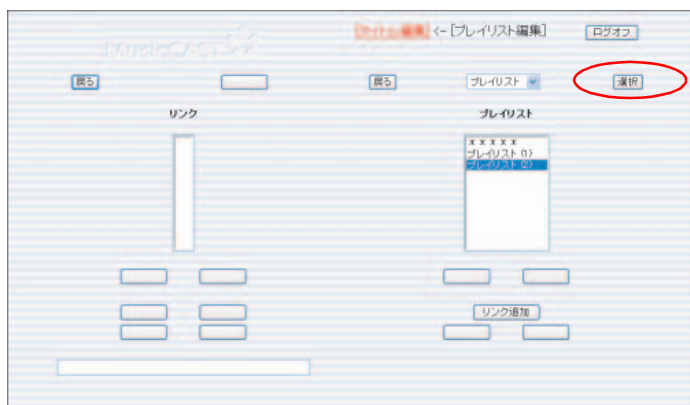 <- [プレイリスト編集] ログオフ
MusicCAST
戻る 戻る プレイリスト 選択
リンク プレイリスト
x x x x x
プレイリスト (1)
プレイリスト (2)
リンク追加